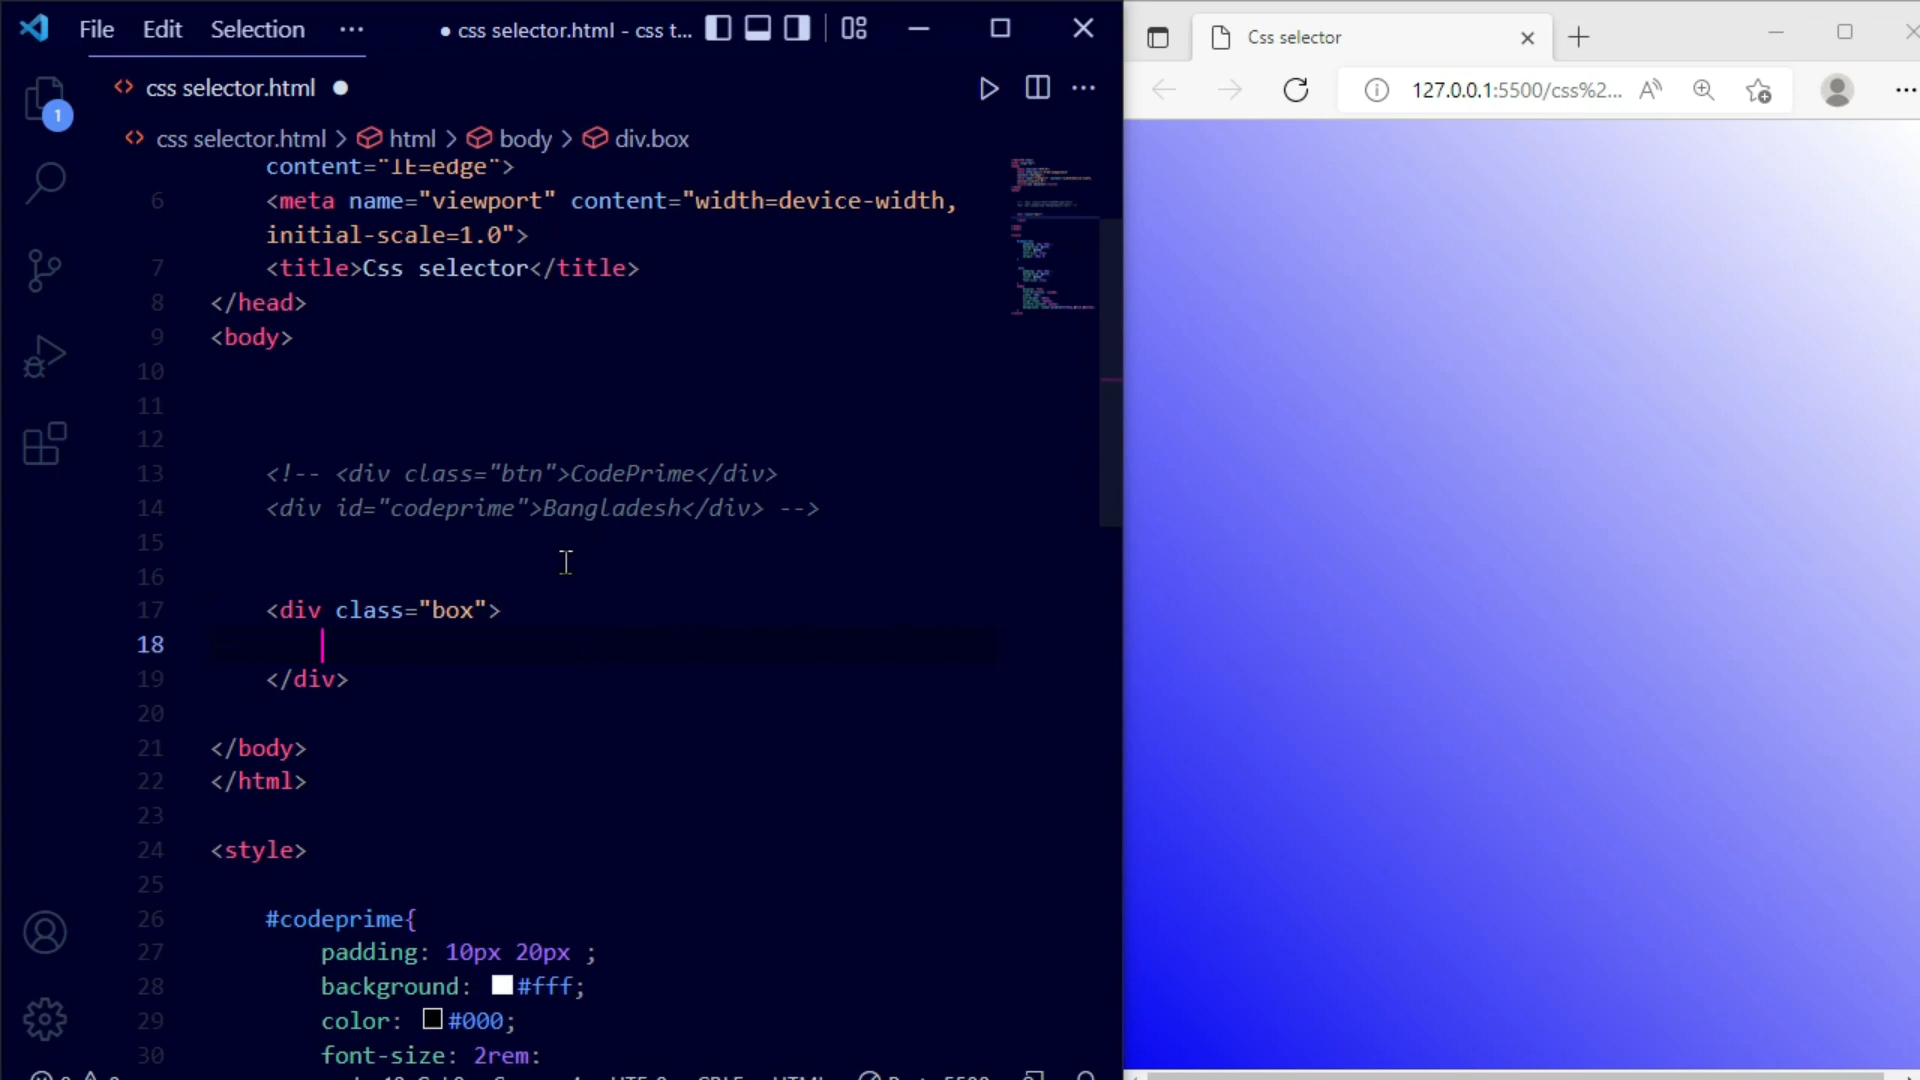 File Edit Selection ··· ● css selector.html - css t...
css selector.html ●
css selector.html > html > body > div.box
content="IE=edge">
6 <meta name="viewport" content="width=device-width,
initial-scale=1.0">
7 <title>Css selector</title>
8 </head>
9 <body>
10
11
12
13 <!-- <div class="btn">CodePrime</div>
14 <div id="codeprime">Bangladesh</div> -->
15
16
17 <div class="box">
18
19 </div>
20
21 </body>
22 </html>
23
24 <style>
25
26 #codeprime{
27 padding: 10px 20px ;
28 background: #fff;
29 color: #000;
30 font-size: 2rem:
1
Css selector
127.0.0.1:5500/css%2...